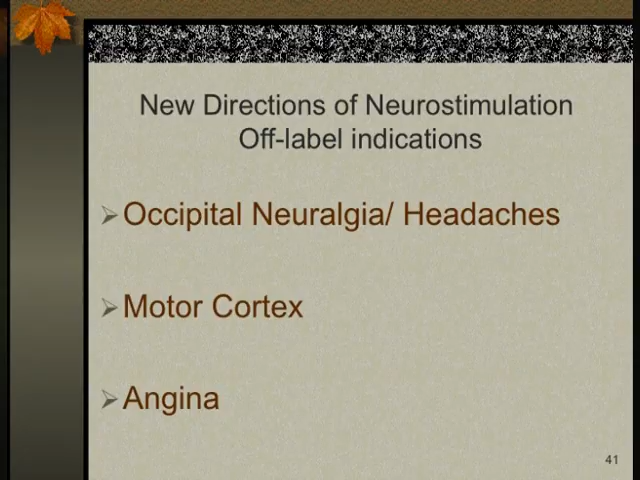 New Directions of Neurostimulation
Off-label indications
Occipital Neuralgia/ Headaches
Motor Cortex
Angina
41